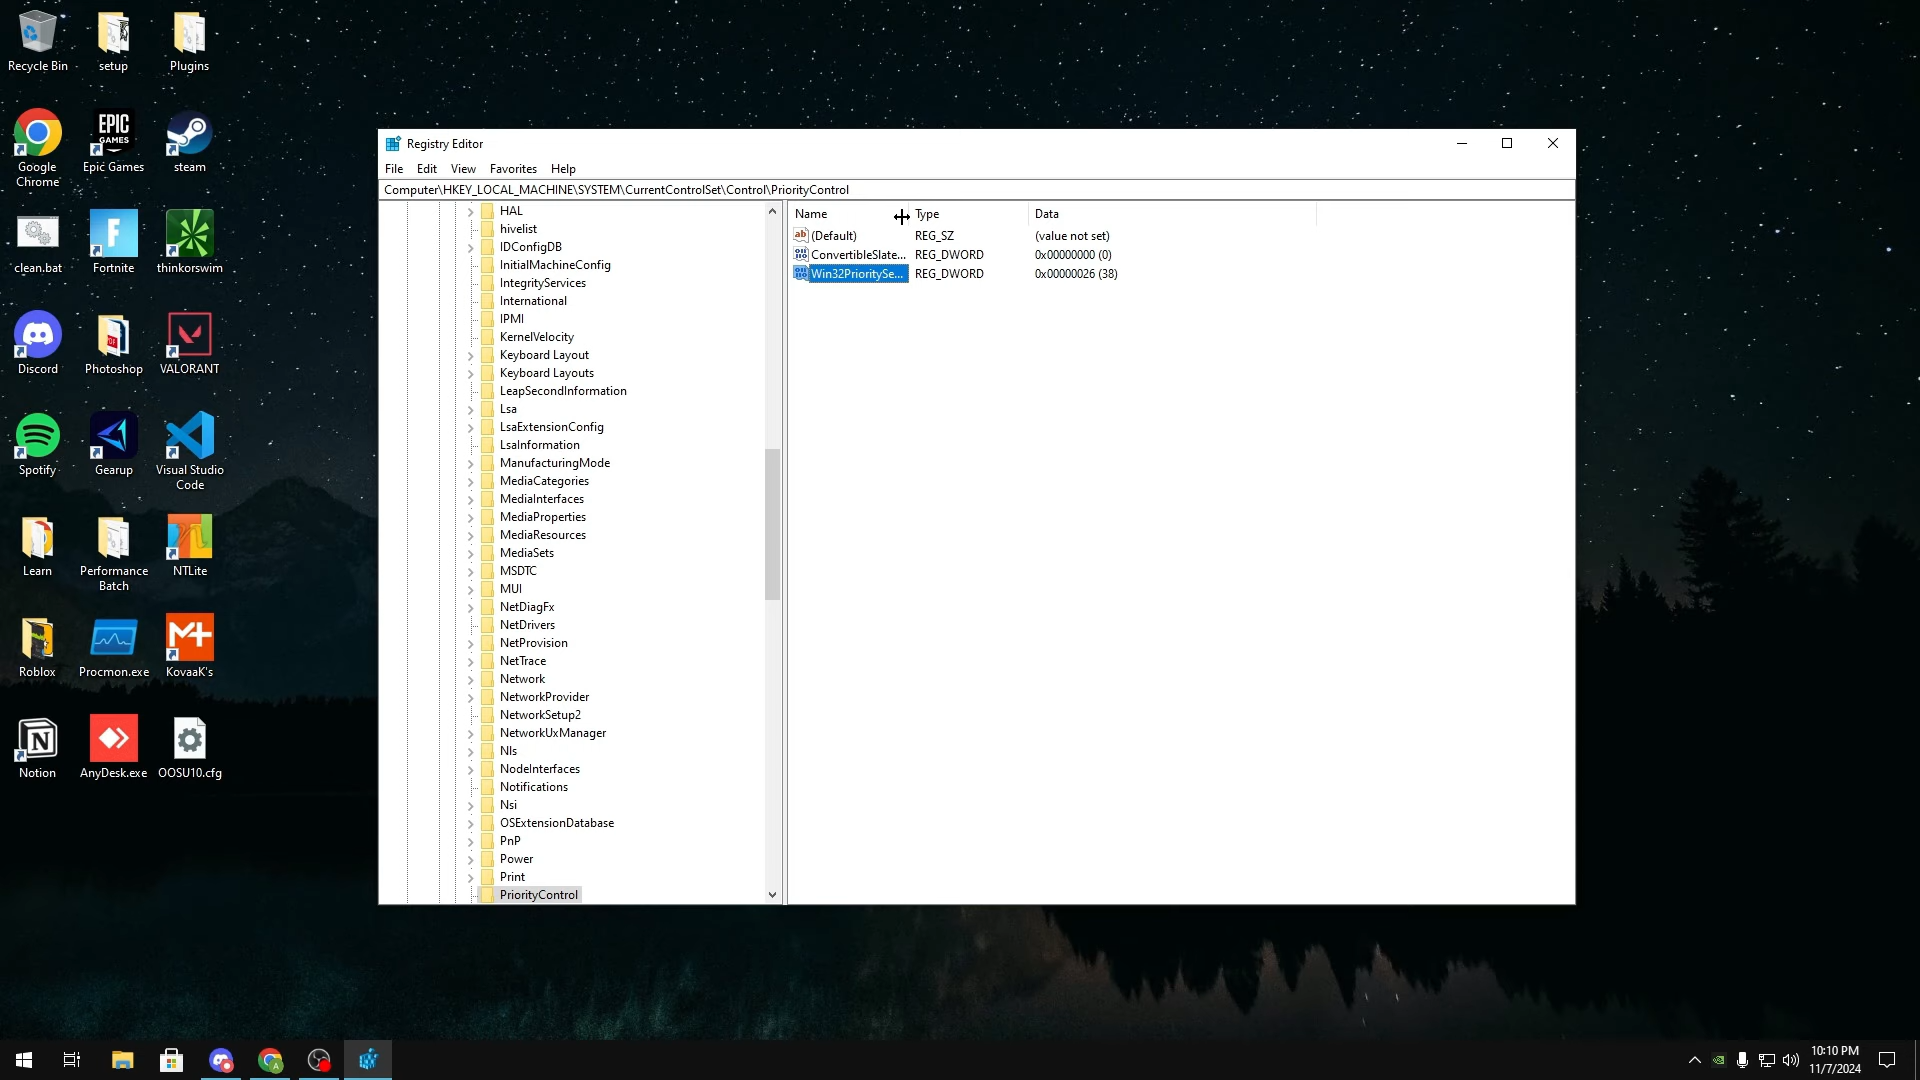 Recycle Bin
setup
Plugins
Google
Chrome
EPIC
GAMES
Epic Games
steam
clean.bat
Fortnite
thinkorswim
Discord
Photoshop
VALORANT
Spotify
Gearup
Visual Studio
Code
Learn
Performance
Batch
NTLite
Roblox
Procmon.exe
KovaaK's
Notion
AnyDesk.exe
OOSU10.cfg
Registry Editor
File Edit View Favorites Help
Computer\HKEY_LOCAL_MACHINE\SYSTEM\CurrentControlSet\Control\PriorityControl
HAL
hivelist
IDConfigDB
InitialMachineConfig
IntegrityServices
International
IPMI
KernelVelocity
Keyboard Layout
Keyboard Layouts
LeapSecondInformation
Lsa
LsaExtensionConfig
LsaInformation
ManufacturingMode
MediaCategories
MediaInterfaces
MediaProperties
MediaResources
MediaSets
MSDTC
MUI
NetDiagFx
NetDrivers
NetProvision
NetTrace
Network
NetworkProvider
NetworkSetup2
NetworkUxManager
Nls
NodeInterfaces
Notifications
Nsi
OSExtensionDatabase
PnP
Power
Print
PriorityControl
Name Type Data
(Default) REG_SZ (value not set)
ConvertibleSlate... REG_DWORD 0x00000000 (0)
Win32PrioritySe... REG_DWORD 0x00000026 (38)
10:10 PM
11/7/2024